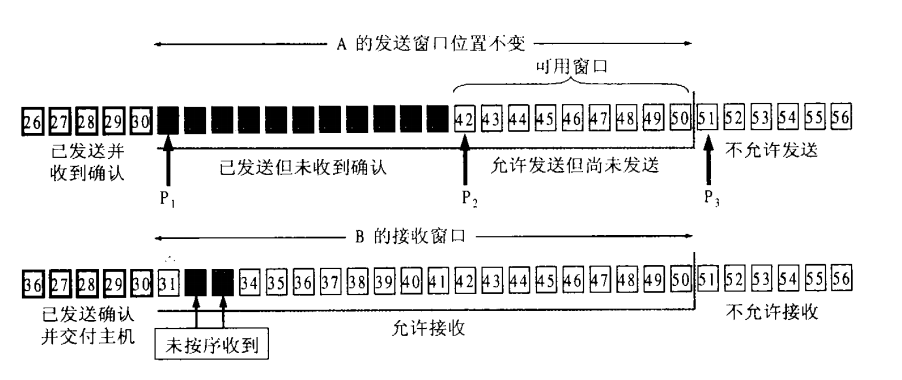 A 的发送窗口位置不变
可用窗口
26 27 28 29 30 42 43 44 45 46 47 48 49 50 51 52 53 54 55 56
已发送并 已发送但未收到确认 允许发送但尚未发送 不允许发送
收到确认
P1 P2 P3
B 的接收窗口
36 27 28 29 30 31 34 35 36 37 38 39 40 41 42 43 44 45 46 47 48 49 50 51 52 53 54 55 56
已发送确认 允许接收 不允许接收
并交付主机
未按序收到